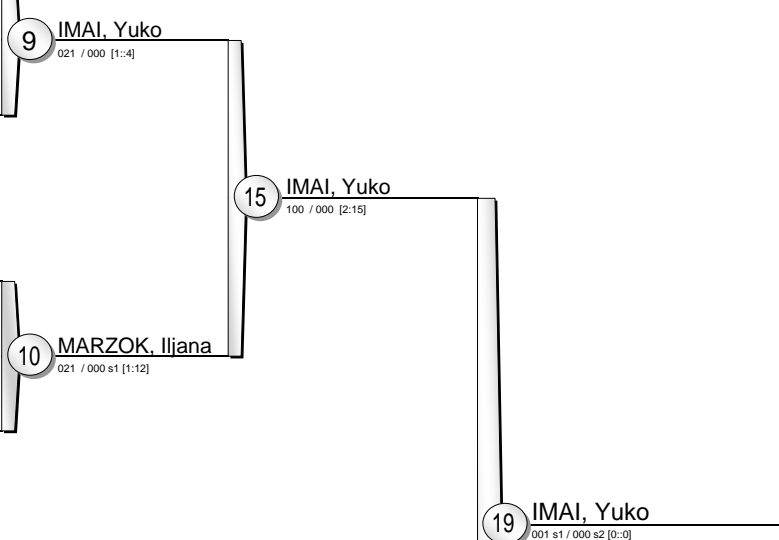 9 IMAI, Yuko
021 / 000 [1::4]
15 IMAI, Yuko
100 / 000 [2:15]
10 MARZOK, Iljana
021 / 000 s1 [1:12]
19 IMAI, Yuko
001 s1 / 000 s2 [0::0]